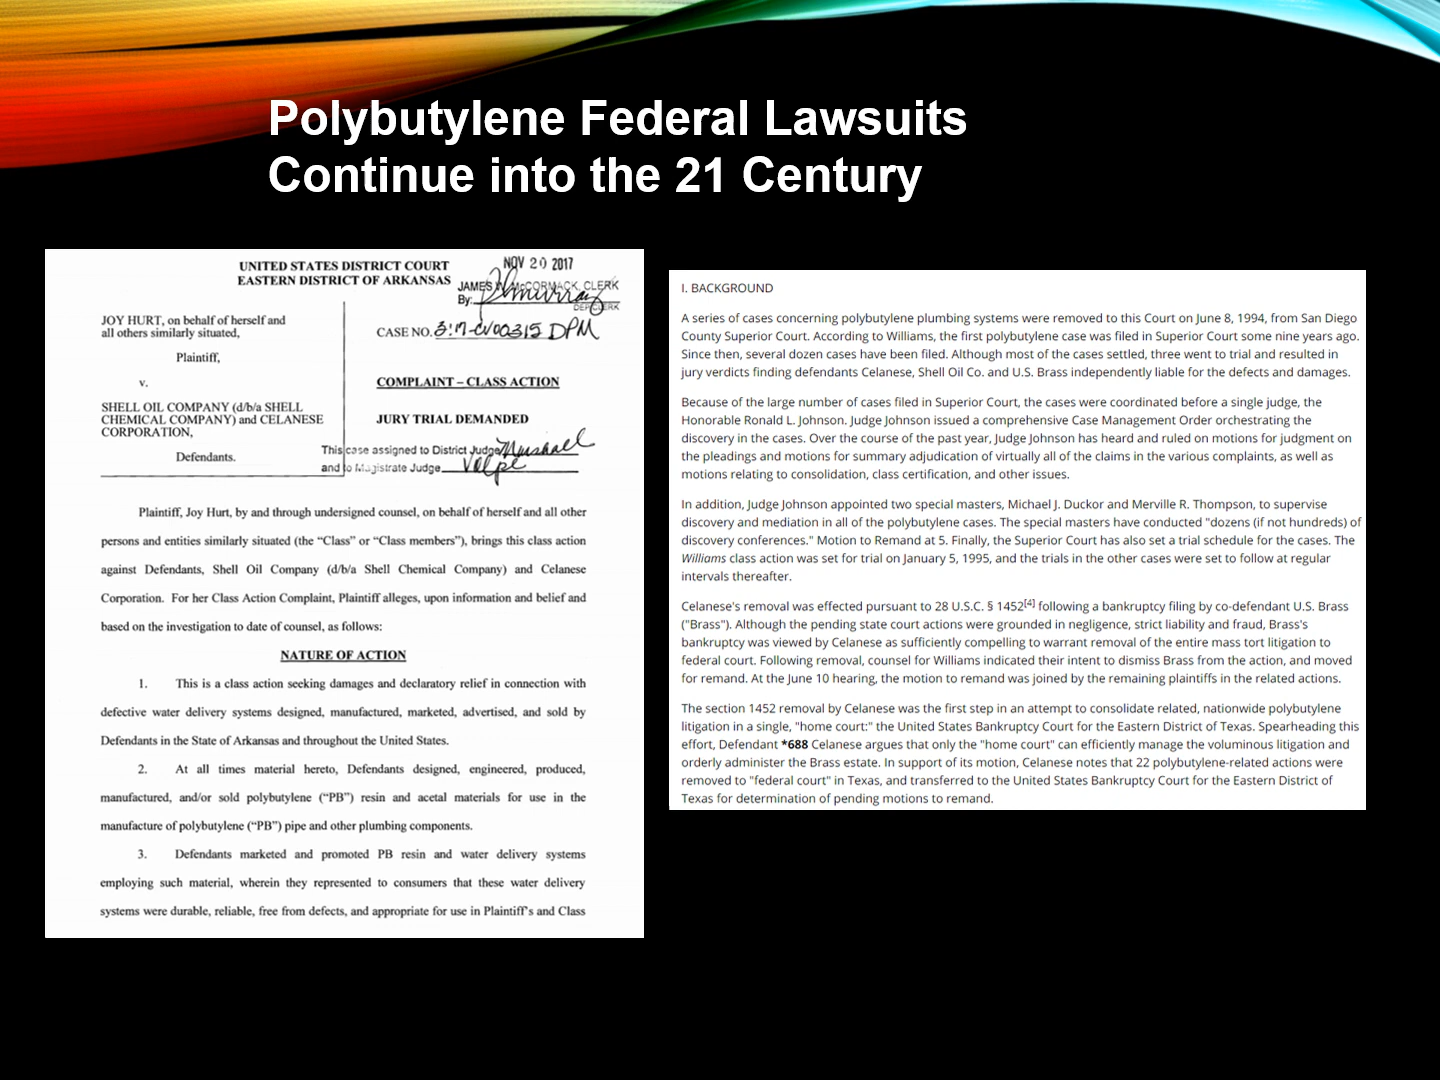 Polybutylene Federal Lawsuits
Continue into the 21 Century
UNITED STATES DISTRICT COURT
EASTERN DISTRICT OF ARKANSAS
NOV 20 2017
JAMES W. McCORMACK, CLERK
By:
DEP CLERK
JOY HURT, on behalf of herself and
all others similarly situated,
Plaintiff,
v.
SHELL OIL COMPANY (d/b/a SHELL
CHEMICAL COMPANY) and CELANESE
CORPORATION,
Defendants.
CASE NO. 3:17-cv-00315 DPM
COMPLAINT – CLASS ACTION
JURY TRIAL DEMANDED
This case assigned to District Judge Marshall
and to Magistrate Judge Volpe
Plaintiff, Joy Hurt, by and through undersigned counsel, on behalf of herself and all other
persons and entities similarly situated (the “Class” or “Class members”), brings this class action
against Defendants, Shell Oil Company (d/b/a Shell Chemical Company) and Celanese
Corporation. For her Class Action Complaint, Plaintiff alleges, upon information and belief and
based on the investigation to date of counsel, as follows:
NATURE OF ACTION
1. This is a class action seeking damages and declaratory relief in connection with
defective water delivery systems designed, manufactured, marketed, advertised, and sold by
Defendants in the State of Arkansas and throughout the United States.
2. At all times material hereto, Defendants designed, engineered, produced,
manufactured, and/or sold polybutylene (“PB”) resin and acetal materials for use in the
manufacture of polybutylene (“PB”) pipe and other plumbing components.
3. Defendants marketed and promoted PB resin and water delivery systems
employing such material, wherein they represented to consumers that these water delivery
systems were durable, reliable, free from defects, and appropriate for use in Plaintiff's and Class
I. BACKGROUND
A series of cases concerning polybutylene plumbing systems were removed to this Court on June 8, 1994, from San Diego
County Superior Court. According to Williams, the first polybutylene case was filed in Superior Court some nine years ago.
Since then, several dozen cases have been filed. Although most of the cases settled, three went to trial and resulted in
jury verdicts finding defendants Celanese, Shell Oil Co. and U.S. Brass independently liable for the defects and damages.
Because of the large number of cases filed in Superior Court, the cases were coordinated before a single judge, the
Honorable Ronald L. Johnson. Judge Johnson issued a comprehensive Case Management Order orchestrating the
discovery in the cases. Over the course of the past year, Judge Johnson has heard and ruled on motions for judgment on
the pleadings and motions for summary adjudication of virtually all of the claims in the various complaints, as well as
motions relating to consolidation, class certification, and other issues.
In addition, Judge Johnson appointed two special masters, Michael J. Duckor and Merville R. Thompson, to supervise
discovery and mediation in all of the polybutylene cases. The special masters have conducted "dozens (if not hundreds) of
discovery conferences." Motion to Remand at 5. Finally, the Superior Court has also set a trial schedule for the cases. The
Williams class action was set for trial on January 5, 1995, and the trials in the other cases were set to follow at regular
intervals thereafter.
Celanese's removal was effected pursuant to 28 U.S.C. § 1452[4] following a bankruptcy filing by co-defendant U.S. Brass
("Brass"). Although the pending state court actions were grounded in negligence, strict liability and fraud, Brass's
bankruptcy was viewed by Celanese as sufficiently compelling to warrant removal of the entire mass tort litigation to
federal court. Following removal, counsel for Williams indicated their intent to dismiss Brass from the action, and moved
for remand. At the June 10 hearing, the motion to remand was joined by the remaining plaintiffs in the related actions.
The section 1452 removal by Celanese was the first step in an attempt to consolidate related, nationwide polybutylene
litigation in a single, "home court:" the United States Bankruptcy Court for the Eastern District of Texas. Spearheading this
effort, Defendant *688 Celanese argues that only the "home court" can efficiently manage the voluminous litigation and
orderly administer the Brass estate. In support of its motion, Celanese notes that 22 polybutylene-related actions were
removed to "federal court" in Texas, and transferred to the United States Bankruptcy Court for the Eastern District of
Texas for determination of pending motions to remand.